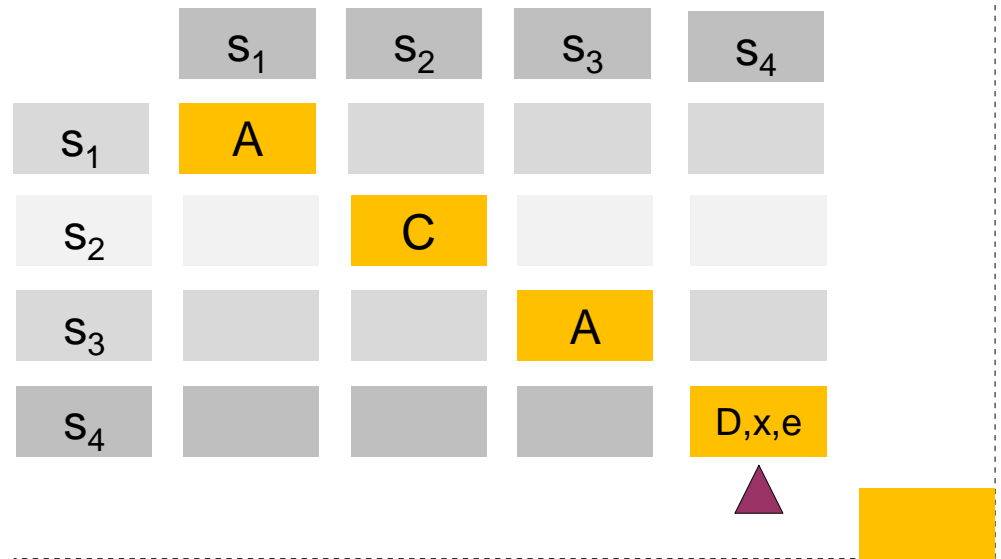 s₁ s₂ s₃ s₄
s₁ A
s₂ C
s₃ A
s₄ D,x,e